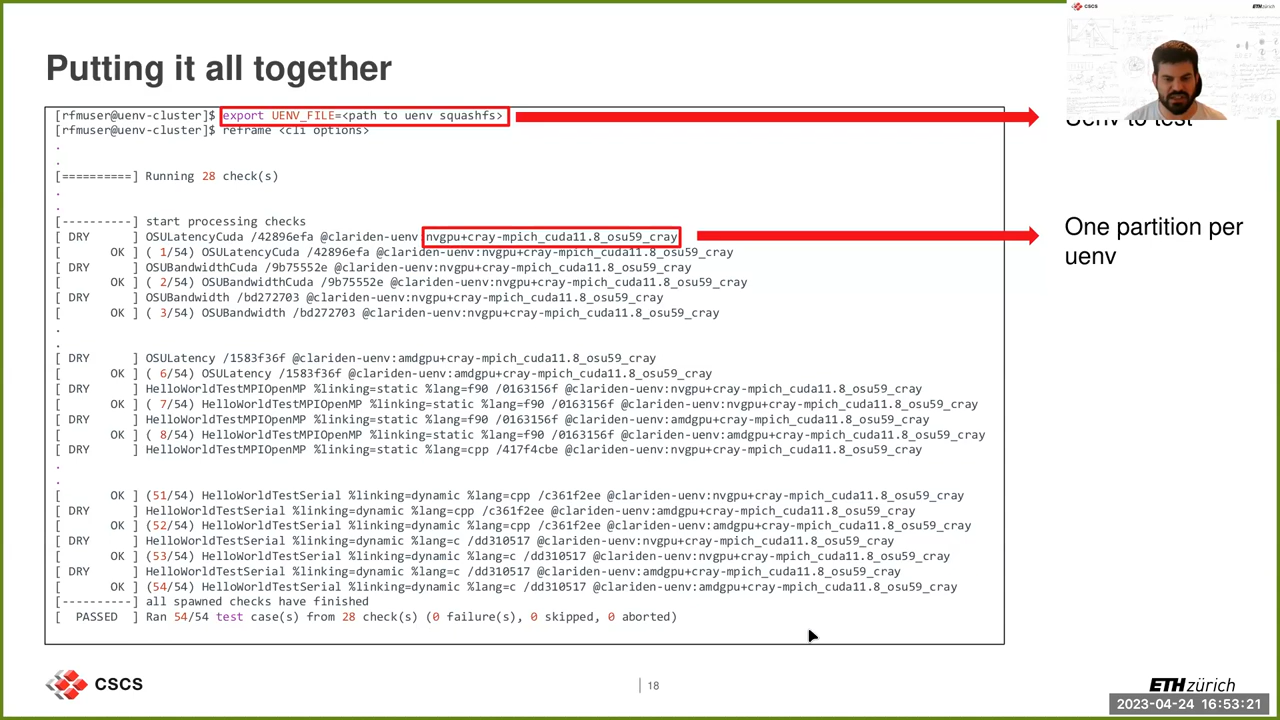 CSCS
ETHzürich
Putting it all together
[rfmuser@uenv-cluster]$ export UENV_FILE=<path to uenv squashfs>
[rfmuser@uenv-cluster]$ reframe <cli options>
.
.
[==========] Running 28 check(s)
.
.
[----------] start processing checks
[ DRY      ] OSULatencyCuda /42896efa @clariden-uenv:nvgpu+cray-mpich_cuda11.8_osu59_cray
[       OK ] ( 1/54) OSULatencyCuda /42896efa @clariden-uenv:nvgpu+cray-mpich_cuda11.8_osu59_cray
[ DRY      ] OSUBandwidthCuda /9b75552e @clariden-uenv:nvgpu+cray-mpich_cuda11.8_osu59_cray
[       OK ] ( 2/54) OSUBandwidthCuda /9b75552e @clariden-uenv:nvgpu+cray-mpich_cuda11.8_osu59_cray
[ DRY      ] OSUBandwidth /bd272703 @clariden-uenv:nvgpu+cray-mpich_cuda11.8_osu59_cray
[       OK ] ( 3/54) OSUBandwidth /bd272703 @clariden-uenv:nvgpu+cray-mpich_cuda11.8_osu59_cray
.
.
[ DRY      ] OSULatency /1583f36f @clariden-uenv:amdgpu+cray-mpich_cuda11.8_osu59_cray
[       OK ] ( 6/54) OSULatency /1583f36f @clariden-uenv:amdgpu+cray-mpich_cuda11.8_osu59_cray
[ DRY      ] HelloWorldTestMPIOpenMP %linking=static %lang=f90 /0163156f @clariden-uenv:nvgpu+cray-mpich_cuda11.8_osu59_cray
[       OK ] ( 7/54) HelloWorldTestMPIOpenMP %linking=static %lang=f90 /0163156f @clariden-uenv:nvgpu+cray-mpich_cuda11.8_osu59_cray
[ DRY      ] HelloWorldTestMPIOpenMP %linking=static %lang=f90 /0163156f @clariden-uenv:amdgpu+cray-mpich_cuda11.8_osu59_cray
[       OK ] ( 8/54) HelloWorldTestMPIOpenMP %linking=static %lang=f90 /0163156f @clariden-uenv:amdgpu+cray-mpich_cuda11.8_osu59_cray
[ DRY      ] HelloWorldTestMPIOpenMP %linking=static %lang=cpp /417f4cbe @clariden-uenv:nvgpu+cray-mpich_cuda11.8_osu59_cray
.
.
[       OK ] (51/54) HelloWorldTestSerial %linking=dynamic %lang=cpp /c361f2ee @clariden-uenv:nvgpu+cray-mpich_cuda11.8_osu59_cray
[ DRY      ] HelloWorldTestSerial %linking=dynamic %lang=cpp /c361f2ee @clariden-uenv:amdgpu+cray-mpich_cuda11.8_osu59_cray
[       OK ] (52/54) HelloWorldTestSerial %linking=dynamic %lang=cpp /c361f2ee @clariden-uenv:amdgpu+cray-mpich_cuda11.8_osu59_cray
[ DRY      ] HelloWorldTestSerial %linking=dynamic %lang=c /dd310517 @clariden-uenv:nvgpu+cray-mpich_cuda11.8_osu59_cray
[       OK ] (53/54) HelloWorldTestSerial %linking=dynamic %lang=c /dd310517 @clariden-uenv:nvgpu+cray-mpich_cuda11.8_osu59_cray
[ DRY      ] HelloWorldTestSerial %linking=dynamic %lang=c /dd310517 @clariden-uenv:amdgpu+cray-mpich_cuda11.8_osu59_cray
[       OK ] (54/54) HelloWorldTestSerial %linking=dynamic %lang=c /dd310517 @clariden-uenv:amdgpu+cray-mpich_cuda11.8_osu59_cray
[----------] all spawned checks have finished
[  PASSED  ] Ran 54/54 test case(s) from 28 check(s) (0 failure(s), 0 skipped, 0 aborted)
Uenv to test
One partition per
uenv
CSCS
18
ETHzürich
2023-04-24 16:53:21